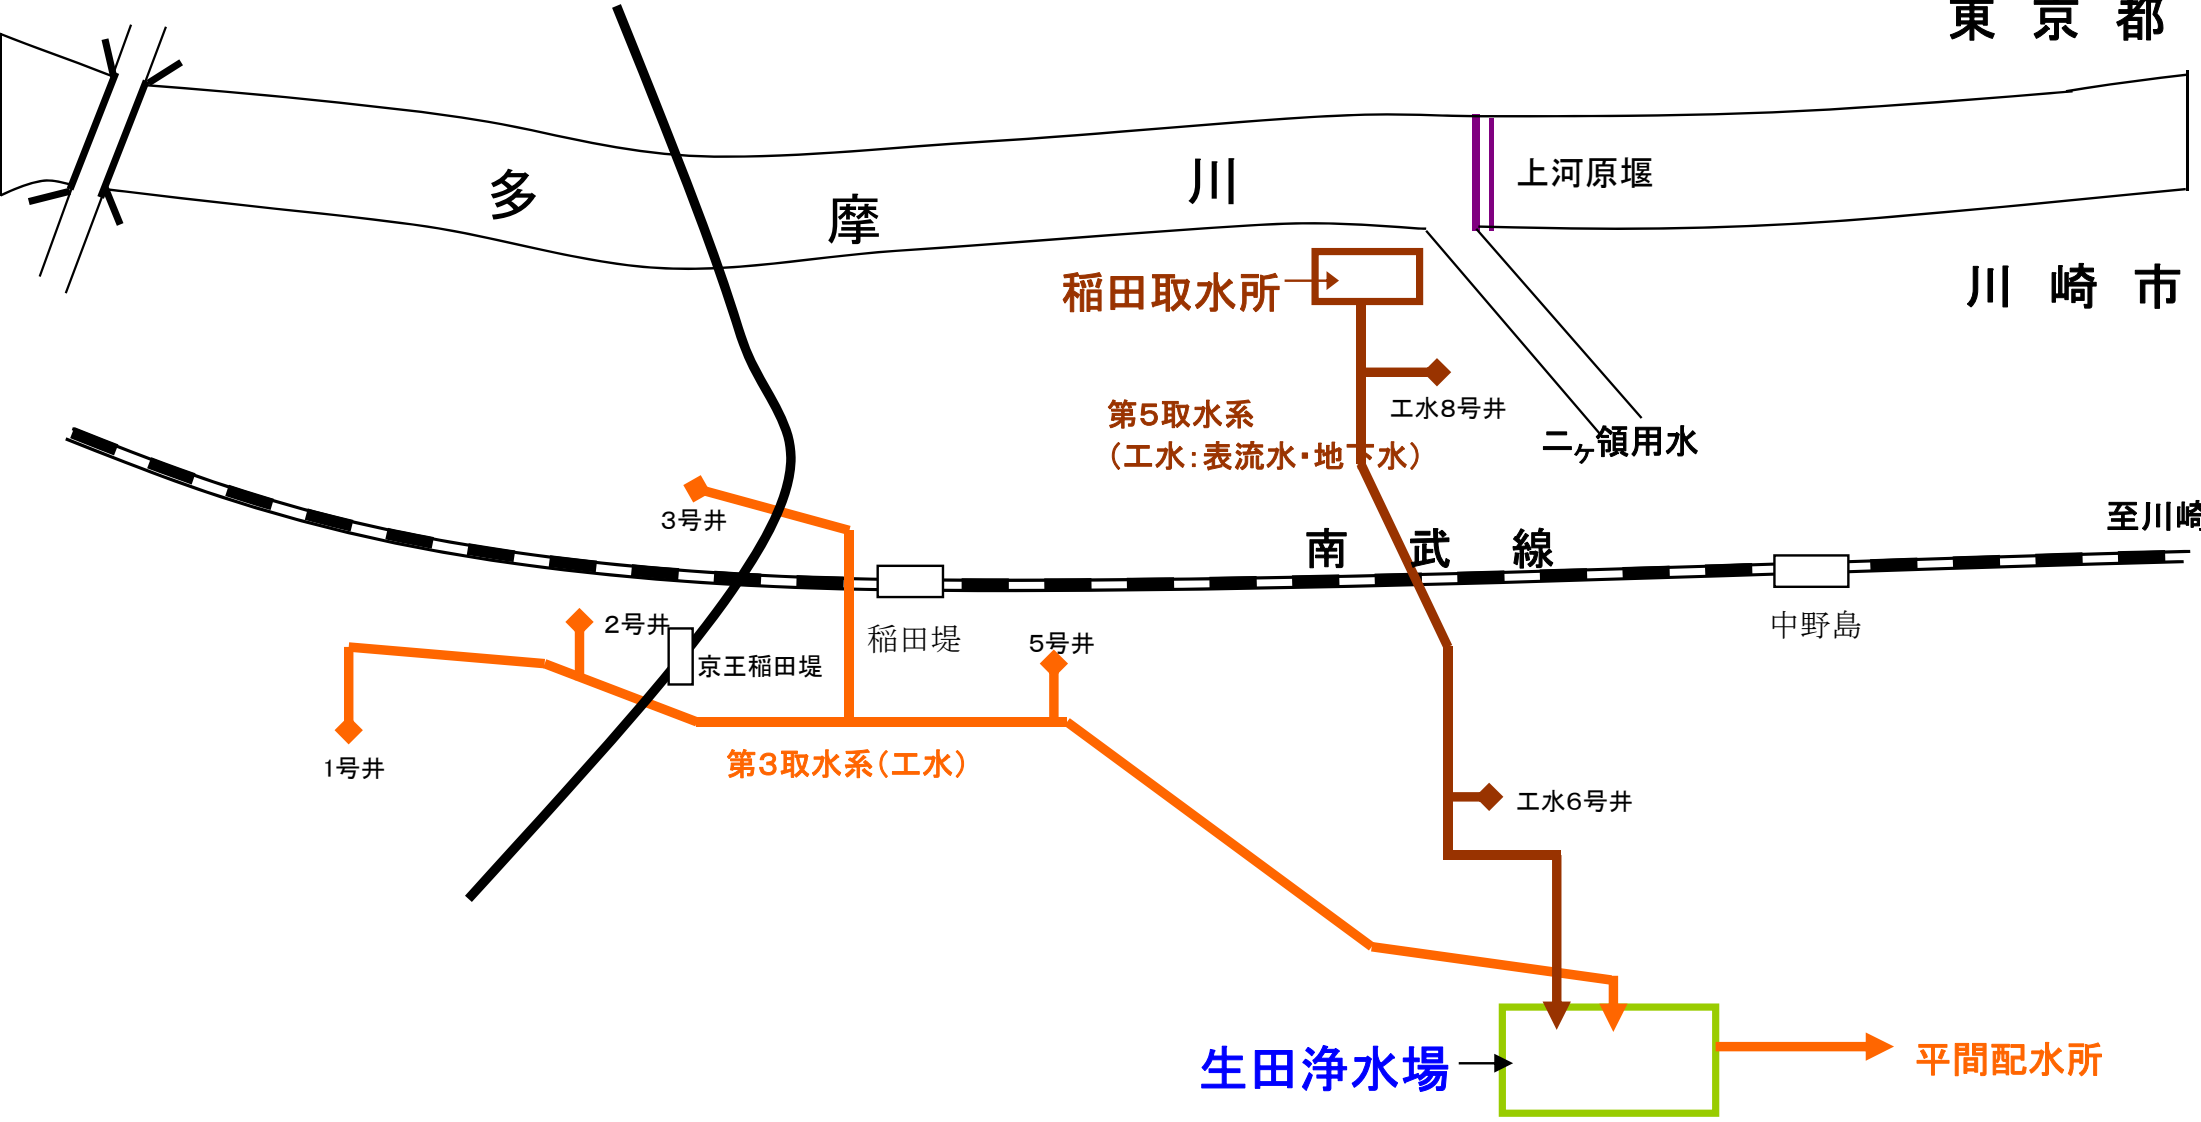 東 京 都
多 摩 川
上河原堰
稲田取水所
川 崎 市
第5取水系
（工水：表流水・地下水）
工水8号井
二ヶ領用水
3号井
南 武 線
至川崎
2号井
京王稲田堤
稲田堤
5号井
中野島
1号井
第3取水系（工水）
工水6号井
生田浄水場
平間配水所